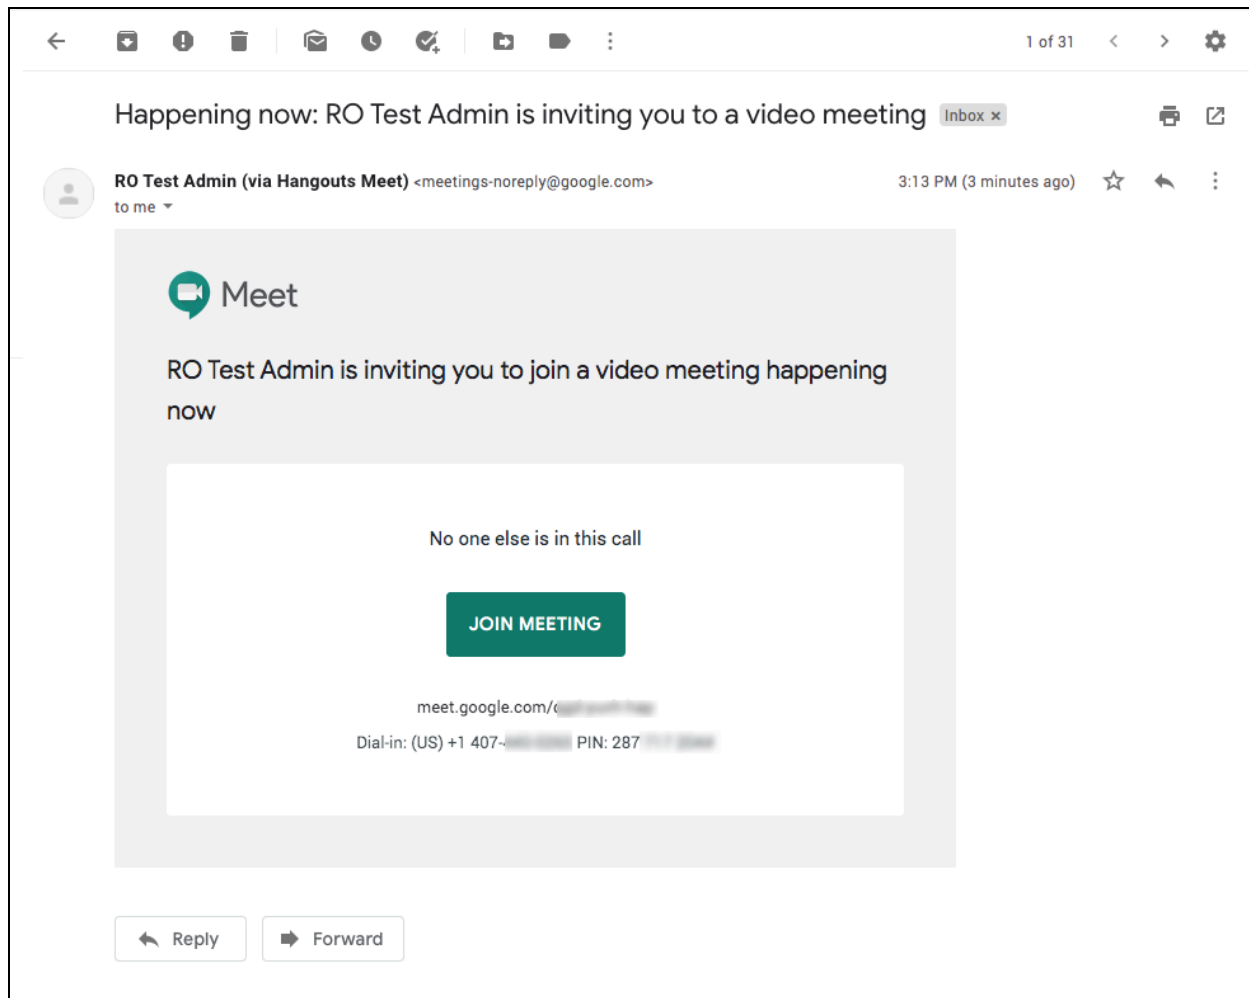 1 of 31
Happening now: RO Test Admin is inviting you to a video meeting Inbox ×
RO Test Admin (via Hangouts Meet) <meetings-noreply@google.com> 3:13 PM (3 minutes ago)
to me
Meet
RO Test Admin is inviting you to join a video meeting happening
now
No one else is in this call
JOIN MEETING
meet.google.com/
Dial-in: (US) +1 407- PIN: 287
Reply Forward